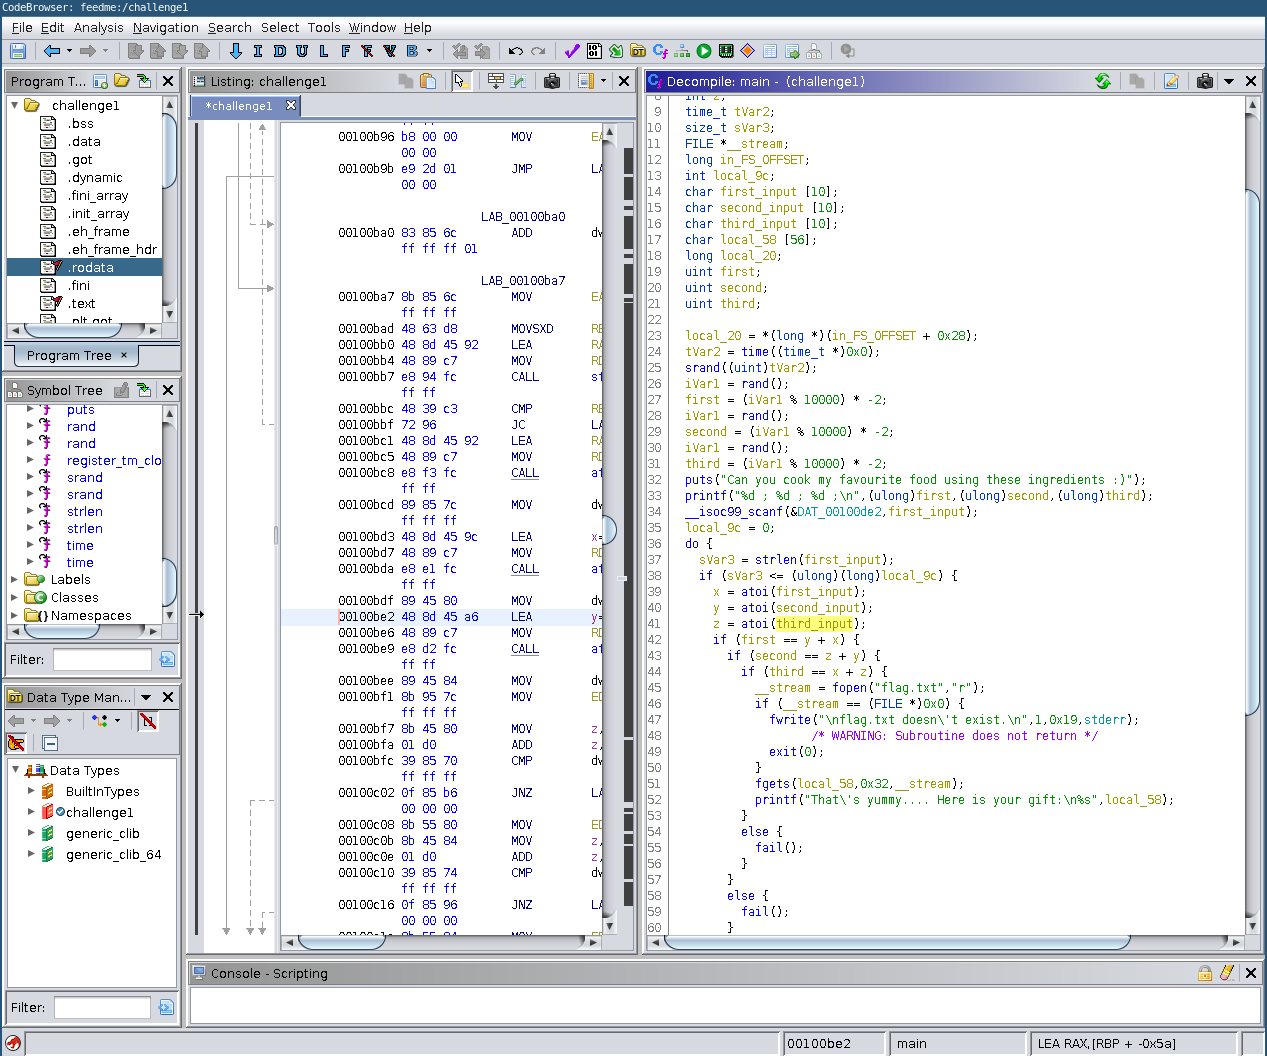 CodeBrowser: feedme:/challenge1
File Edit Analysis Navigation Search Select Tools Window Help
I D U L F R V B
Program T...
challenge1
.bss
.data
.got
.dynamic
.fini_array
.init_array
.eh_frame
.eh_frame_hdr
.rodata
.fini
.text
.plt.got
Program Tree ×
Symbol Tree
puts
rand
rand
register_tm_clo
srand
srand
strlen
strlen
time
time
Labels
Classes
Namespaces
Filter:
Data Type Man...
Data Types
BuiltInTypes
challenge1
generic_clib
generic_clib_64
Filter:
Listing: challenge1
*challenge1
00100b96 b8 00 00 MOV EA
00 00
00100b9b e9 2d 01 JMP LA
00 00
LAB_00100ba0
00100ba0 83 85 6c ADD dw
ff ff ff 01
LAB_00100ba7
00100ba7 8b 85 6c MOV EA
ff ff ff
00100bad 48 63 d8 MOVSXD RE
00100bb0 48 8d 45 92 LEA RA
00100bb4 48 89 c7 MOV RD
00100bb7 e8 94 fc CALL st
ff ff
00100bbc 48 39 c3 CMP RE
00100bbf 72 96 JC LA
00100bc1 48 8d 45 92 LEA RA
00100bc5 48 89 c7 MOV RD
00100bc8 e8 f3 fc CALL at
ff ff
00100bcd 89 85 7c MOV dw
ff ff ff
00100bd3 48 8d 45 9c LEA x=
00100bd7 48 89 c7 MOV RD
00100bda e8 e1 fc CALL at
ff ff
00100bdf 89 45 80 MOV dw
00100be2 48 8d 45 a6 LEA y=
00100be6 48 89 c7 MOV RD
00100be9 e8 d2 fc CALL at
ff ff
00100bee 89 45 84 MOV dw
00100bf1 8b 95 7c MOV ED
ff ff ff
00100bf7 8b 45 80 MOV z,
00100bfa 01 d0 ADD z,
00100bfc 39 85 70 CMP dw
ff ff ff
00100c02 0f 85 b6 JNZ LA
00 00 00
00100c08 8b 55 80 MOV ED
00100c0b 8b 45 84 MOV z,
00100c0e 01 d0 ADD z,
00100c10 39 85 74 CMP dw
ff ff ff
00100c16 0f 85 96 JNZ LA
00 00 00
Decompile: main - (challenge1)
9 time_t tVar2;
10 size_t sVar3;
11 FILE *__stream;
12 long in_FS_OFFSET;
13 int local_9c;
14 char first_input [10];
15 char second_input [10];
16 char third_input [10];
17 char local_58 [56];
18 long local_20;
19 uint first;
20 uint second;
21 uint third;
22
23 local_20 = *(long *)(in_FS_OFFSET + 0x28);
24 tVar2 = time((time_t *)0x0);
25 srand((uint)tVar2);
26 iVar1 = rand();
27 first = (iVar1 % 10000) * -2;
28 iVar1 = rand();
29 second = (iVar1 % 10000) * -2;
30 iVar1 = rand();
31 third = (iVar1 % 10000) * -2;
32 puts("Can you cook my favourite food using these ingredients :)");
33 printf("%d ; %d ; %d ;\n",(ulong)first,(ulong)second,(ulong)third);
34 __isoc99_scanf(&DAT_00100de2,first_input);
35 local_9c = 0;
36 do {
37 sVar3 = strlen(first_input);
38 if (sVar3 <= (ulong)(long)local_9c) {
39 x = atoi(first_input);
40 y = atoi(second_input);
41 z = atoi(third_input);
42 if (first == y + x) {
43 if (second == z + y) {
44 if (third == x + z) {
45 __stream = fopen("flag.txt","r");
46 if (__stream == (FILE *)0x0) {
47 fwrite("\nflag.txt doesn\'t exist.\n",1,0x19,stderr);
48 /* WARNING: Subroutine does not return */
49 exit(0);
50 }
51 fgets(local_58,0x32,__stream);
52 printf("That\'s yummy.... Here is your gift:\n%s",local_58);
53 }
54 else {
55 fail();
56 }
57 }
58 else {
59 fail();
60 }
Console - Scripting
00100be2
main
LEA RAX,[RBP + -0x5a]